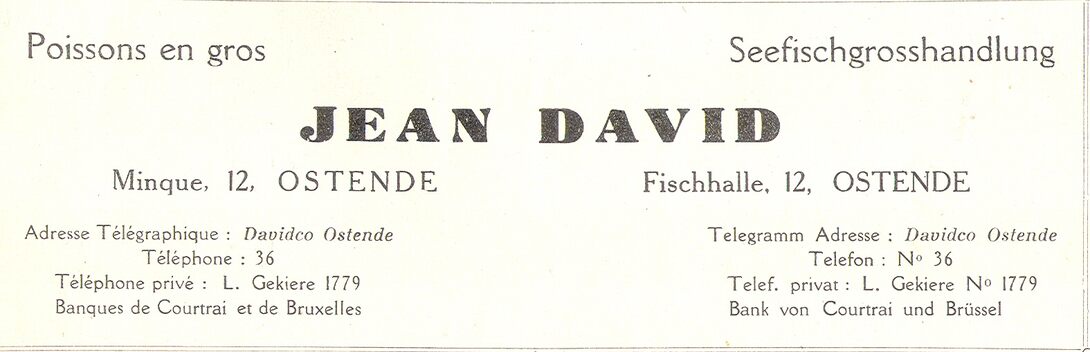 Poissons en gros
Seefischgrosshandlung
JEAN DAVID
Minque, 12, OSTENDE
Fischhalle, 12, OSTENDE
Adresse Télégraphique : Davidco Ostende
Téléphone : 36
Téléphone privé : L. Gekiere 1779
Banques de Courtrai et de Bruxelles
Telegramm Adresse : Davidco Ostende
Telefon : Nº 36
Telef. privat : L. Gekiere Nº 1779
Bank von Courtrai und Brüssel